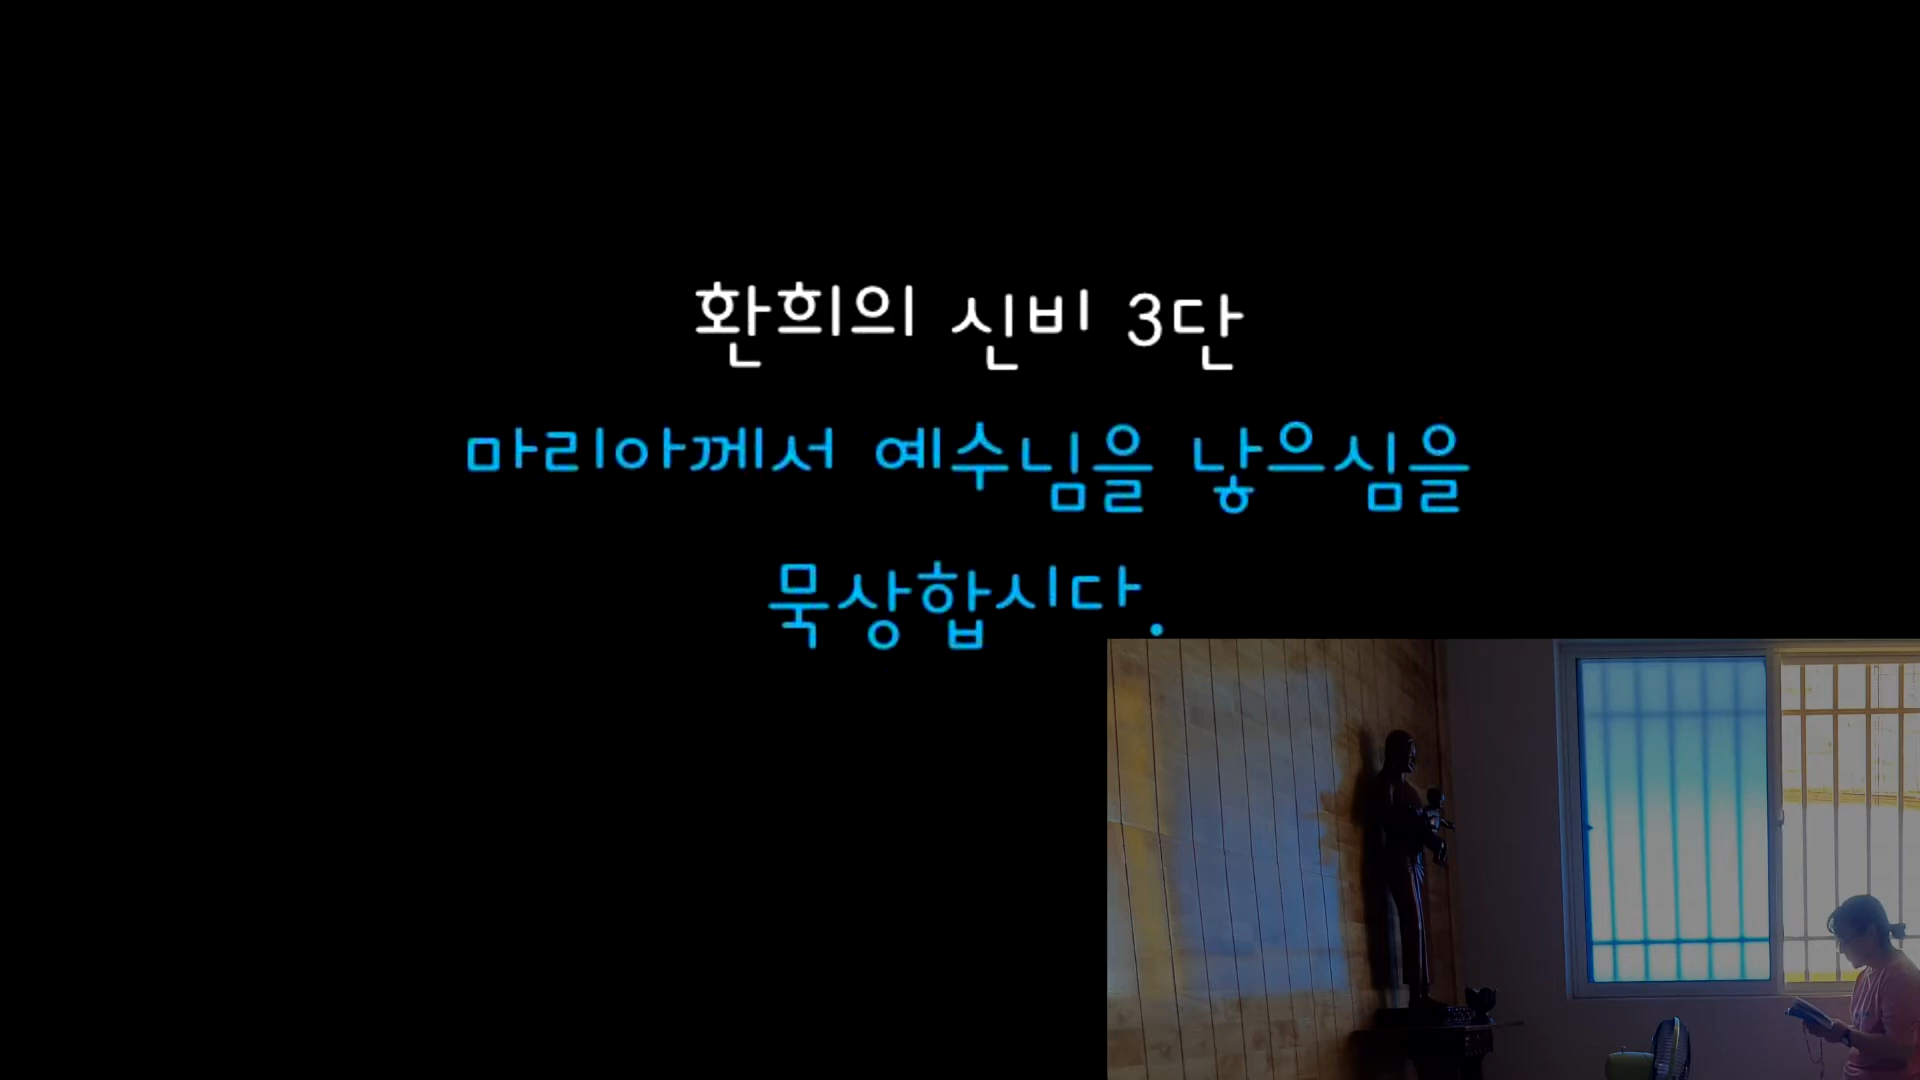 환희의 신비 3단
마리아께서 예수님을 낳으심을
묵상합시다.